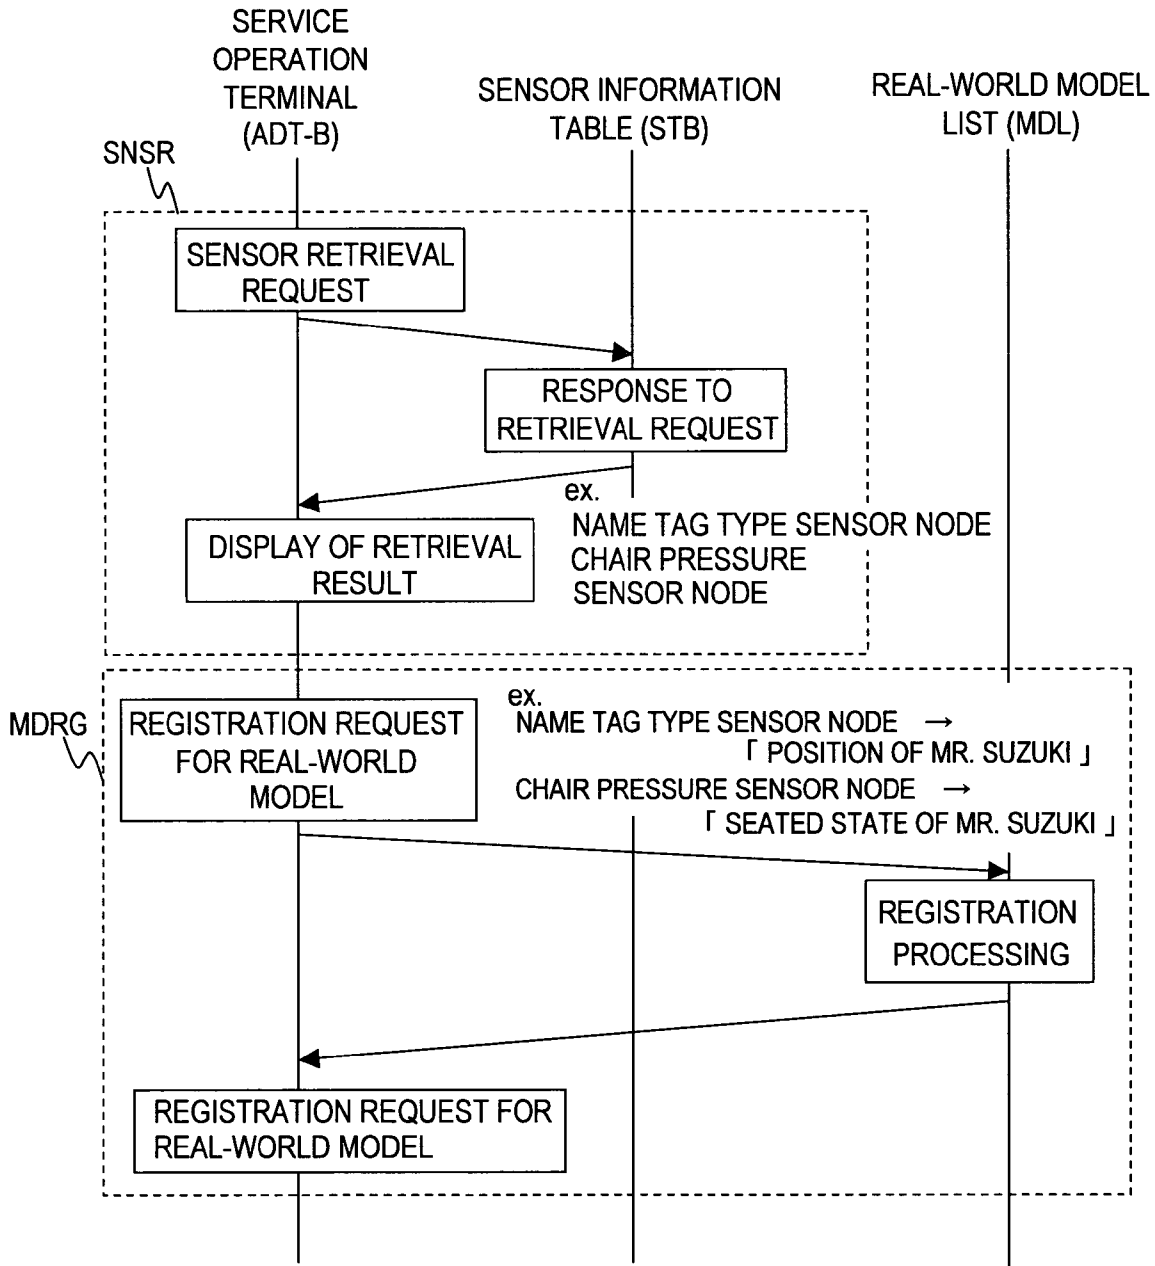 SERVICE
OPERATION
TERMINAL
(ADT-B)
SENSOR INFORMATION
TABLE (STB)
REAL-WORLD MODEL
LIST (MDL)
SNSR
SENSOR RETRIEVAL
REQUEST
RESPONSE TO
RETRIEVAL REQUEST
ex.
NAME TAG TYPE SENSOR NODE
CHAIR PRESSURE
SENSOR NODE
DISPLAY OF RETRIEVAL
RESULT
MDRG
REGISTRATION REQUEST
FOR REAL-WORLD
MODEL
ex.
NAME TAG TYPE SENSOR NODE →
「 POSITION OF MR. SUZUKI 」
CHAIR PRESSURE SENSOR NODE →
「 SEATED STATE OF MR. SUZUKI 」
REGISTRATION
PROCESSING
REGISTRATION REQUEST FOR
REAL-WORLD MODEL